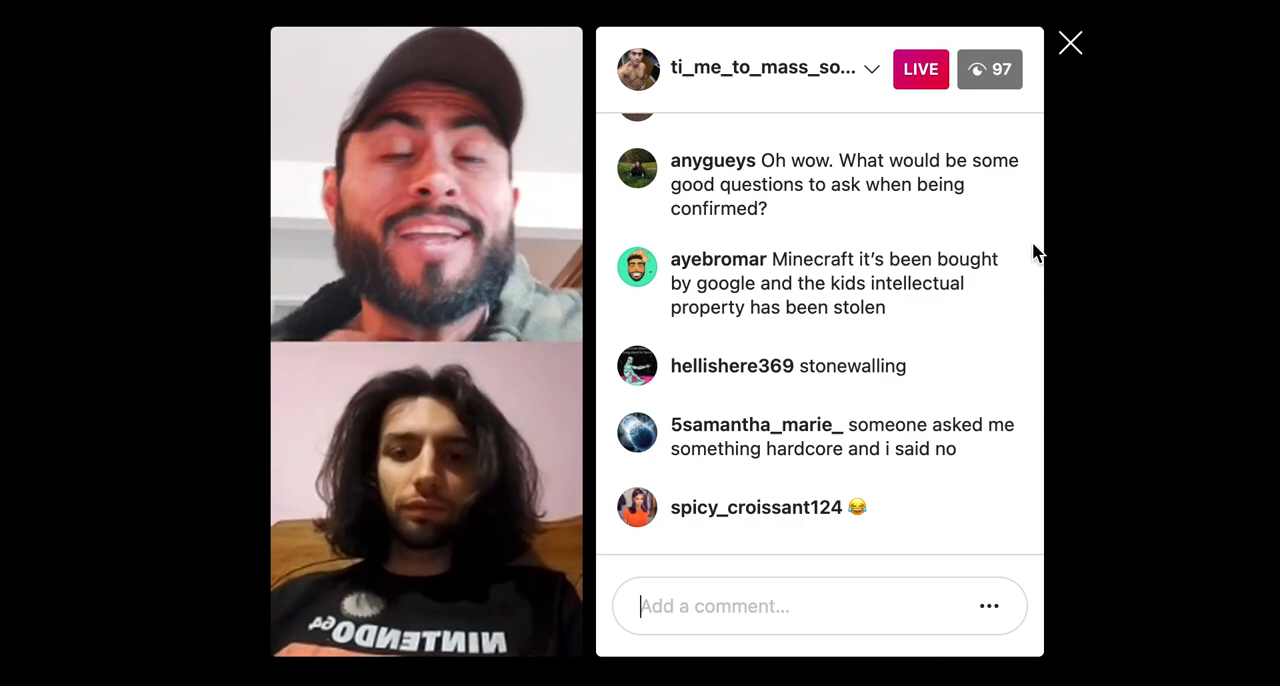 ti_me_to_mass_so...
LIVE
97
anygueys Oh wow. What would be some
good questions to ask when being
confirmed?
ayebromar Minecraft it’s been bought
by google and the kids intellectual
property has been stolen
hellishere369 stonewalling
5samantha_marie_ someone asked me
something hardcore and i said no
spicy_croissant124 😂
Add a comment...
NINTENDO64